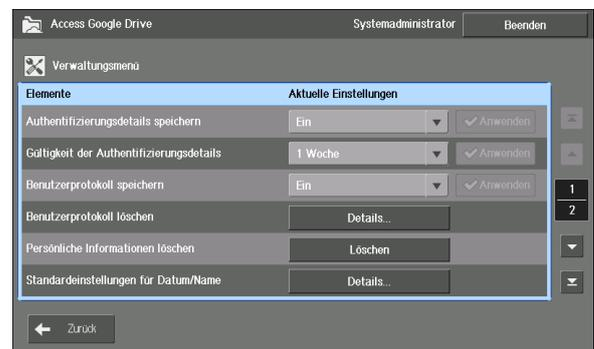 Access Google Drive Systemadministrator Beenden
Verwaltungsmenü
Elemente Aktuelle Einstellungen
Authentifizierungsdetails speichern Ein Anwenden
Gültigkeit der Authentifizierungsdetails 1 Woche Anwenden
Benutzerprotokoll speichern Ein Anwenden
1
Benutzerprotokoll löschen Details... 2
Persönliche Informationen löschen Löschen
Standardeinstellungen für Datum/Name Details...
Zurück